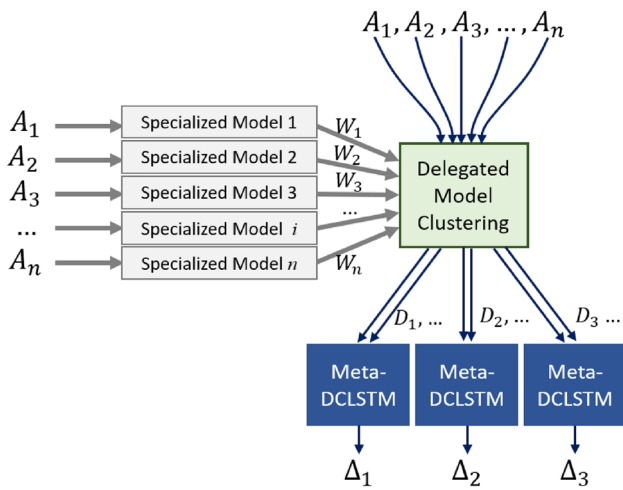 A₁, A₂, A₃, ..., Aₙ
A₁
Specialized Model 1
W₁
A₂
Specialized Model 2
W₂
A₃
Specialized Model 3
W₃
...
Specialized Model i
...
Aₙ
Specialized Model n
Wₙ
Delegated
Model
Clustering
D₁, ...
D₂, ...
D₃ ...
Meta-
DCLSTM
Meta-
DCLSTM
Meta-
DCLSTM
Δ₁
Δ₂
Δ₃